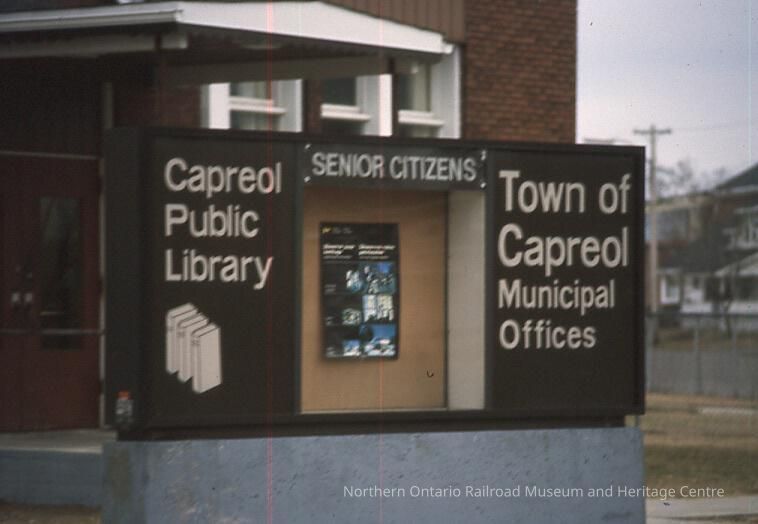 Capreol
Public
Library
SENIOR CITIZENS
Town of
Capreol
Municipal
Offices
Northern Ontario Railroad Museum and Heritage Centre